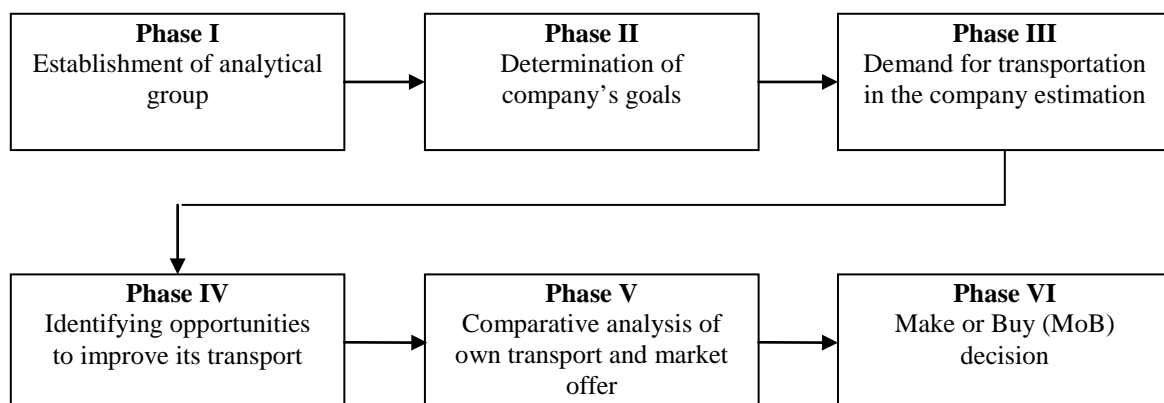 Phase I
Establishment of analytical
group
Phase II
Determination of
company’s goals
Phase III
Demand for transportation
in the company estimation
Phase IV
Identifying opportunities
to improve its transport
Phase V
Comparative analysis of
own transport and market
offer
Phase VI
Make or Buy (MoB)
decision